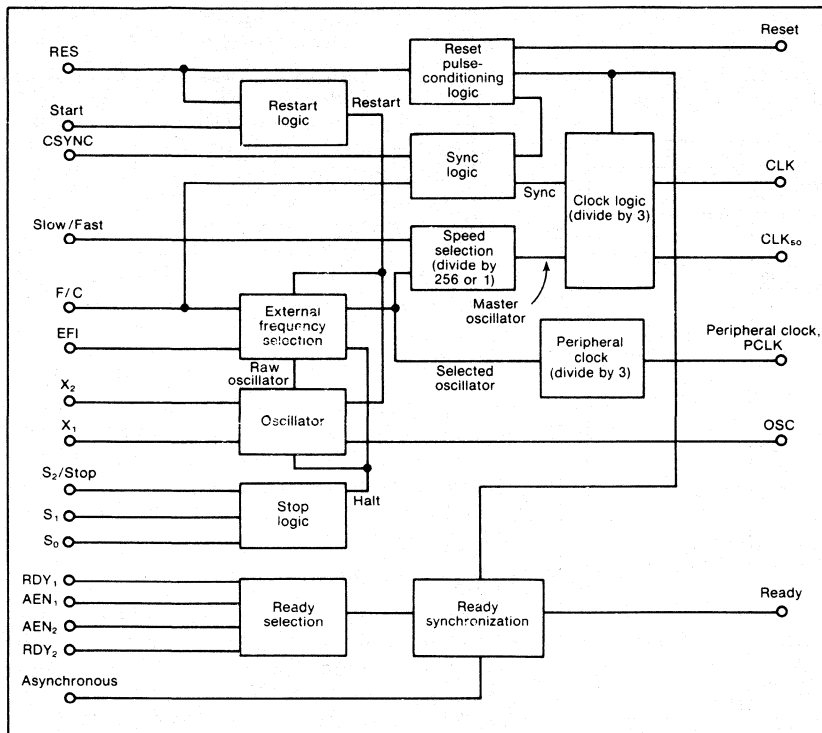 RES
Start
CSYNC
Slow/Fast
F/C
EFI
X₂
X₁
S₂/Stop
S₁
S₀
RDY₁
AEN₁
AEN₂
RDY₂
Asynchronous
Restart
logic
Restart
Reset
pulse-
conditioning
logic
Sync
logic
Sync
Speed
selection
(divide by
256 or 1)
Master
oscillator
Clock logic
(divide by 3)
External
frequency
selection
Raw
oscillator
Oscillator
Selected
oscillator
Peripheral
clock
(divide by 3)
Stop
logic
Halt
Ready
selection
Ready
synchronization
Reset
CLK
CLK₅₀
Peripheral clock,
PCLK
OSC
Ready